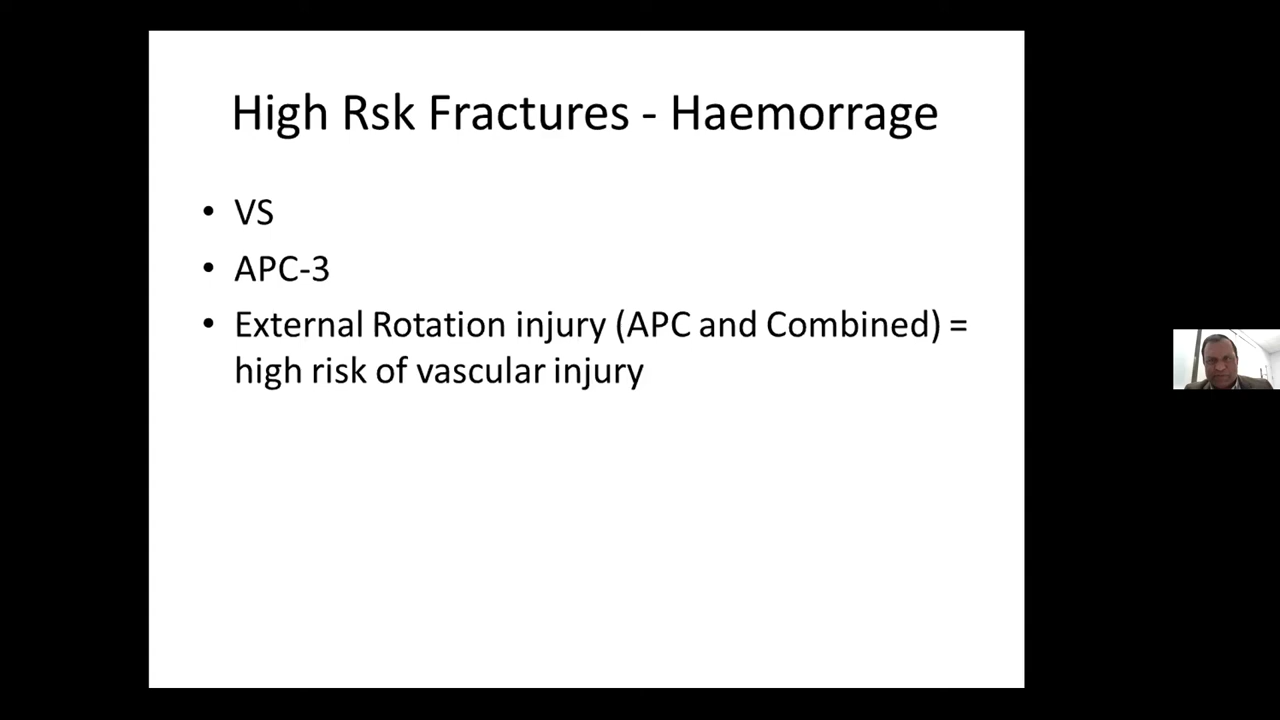 High Rsk Fractures - Haemorrage
• VS
• APC-3
• External Rotation injury (APC and Combined) =
high risk of vascular injury